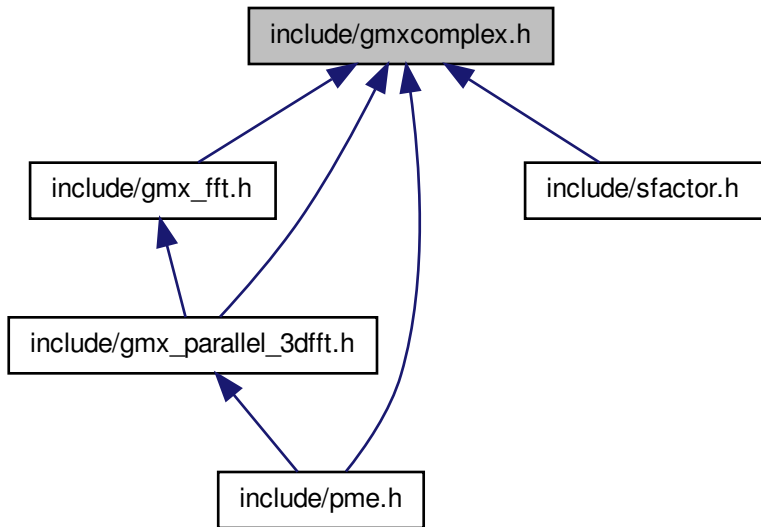 include/gmxcomplex.h
include/gmx_fft.h
include/sfactor.h
include/gmx_parallel_3dfft.h
include/pme.h